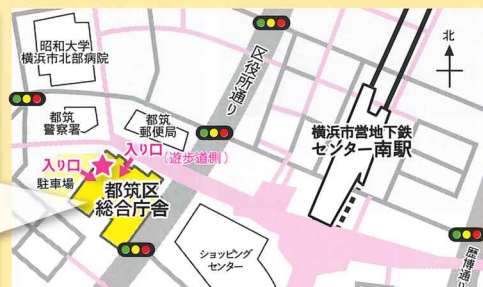 昭和大学
横浜市北部病院
区役所通り
北
都筑
警察署
都筑
郵便局
横浜市営地下鉄
センター南駅
入り口
入り口(遊歩道側)
駐車場
都筑区
総合庁舎
ショッピング
センター
歴博通り